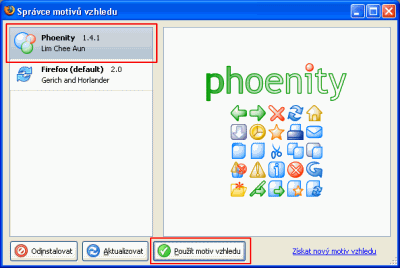 Správce motivů vzhledu
Phoenity 1.4.1
Lim Chee Aun
Firefox (default) 2.0
Gerich and Horlander
phoenity
Odinstalovat
Aktualizovat
Použít motiv vzhledu
Získat nový motiv vzhledu